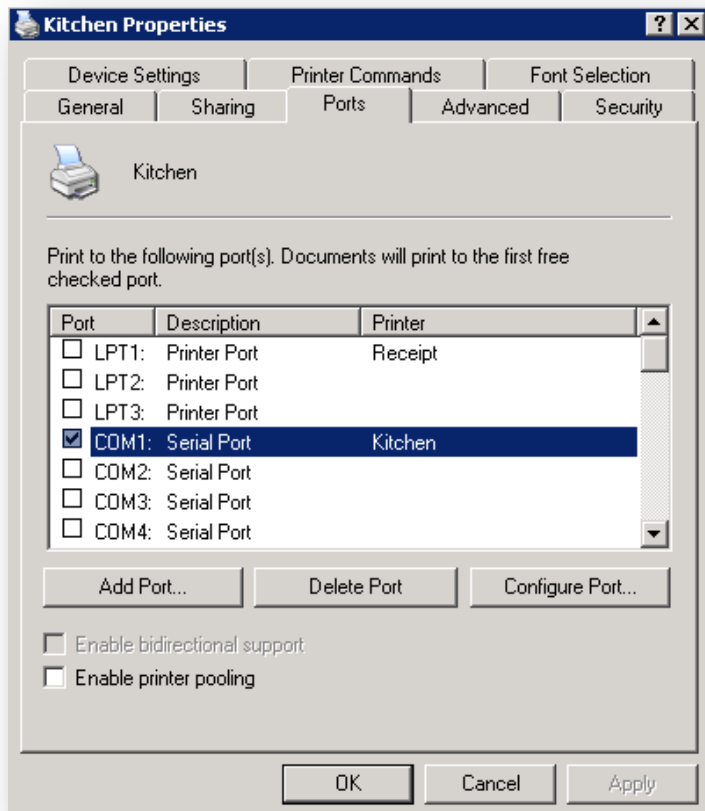 Kitchen Properties
Device Settings Printer Commands Font Selection
General Sharing Ports Advanced Security
Kitchen
Print to the following port(s). Documents will print to the first free
checked port.
Port Description Printer
LPT1: Printer Port Receipt
LPT2: Printer Port
LPT3: Printer Port
COM1: Serial Port Kitchen
COM2: Serial Port
COM3: Serial Port
COM4: Serial Port
Add Port... Delete Port Configure Port...
Enable bidirectional support
Enable printer pooling
OK Cancel Apply